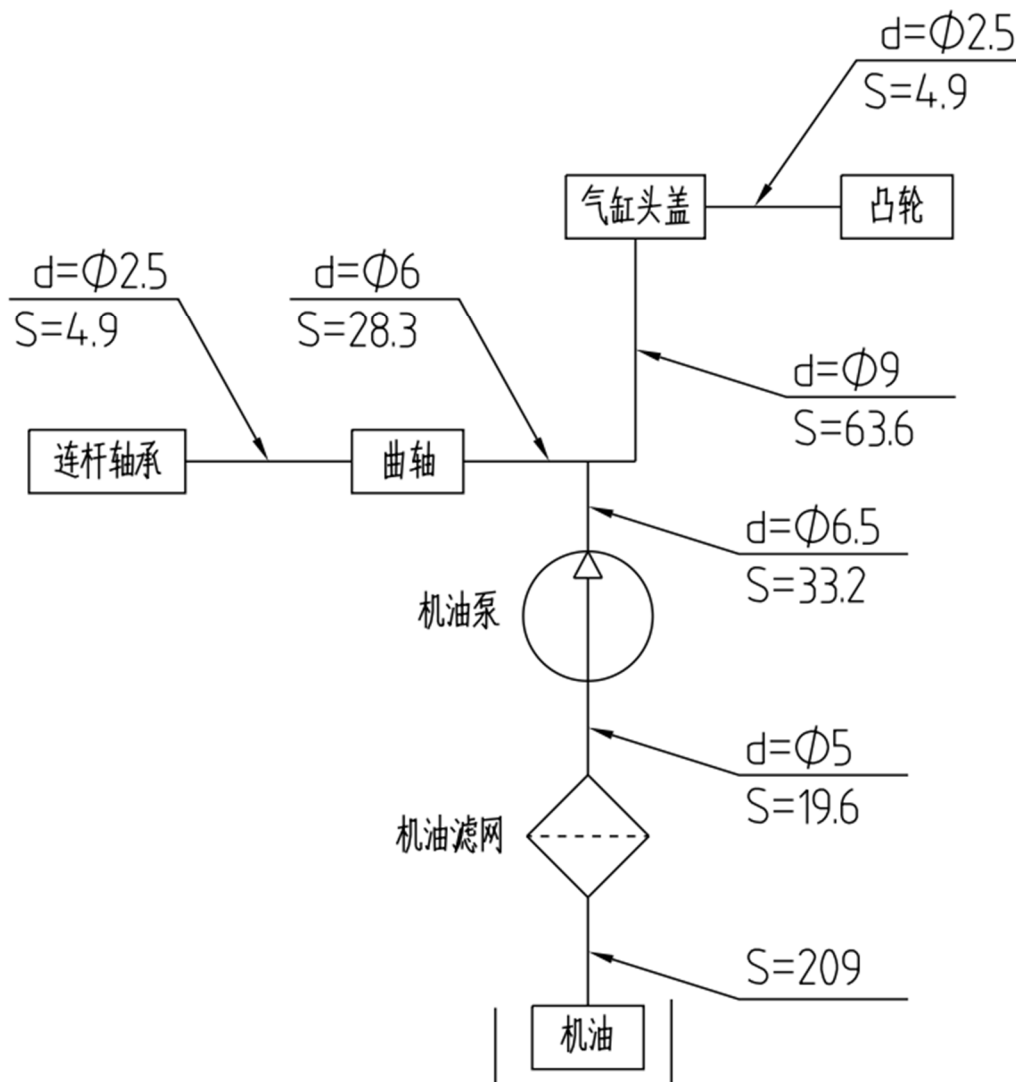 d=Φ2.5
S=4.9
气缸头盖
凸轮
d=Φ2.5
S=4.9
d=Φ6
S=28.3
d=Φ9
S=63.6
连杆轴承
曲轴
d=Φ6.5
S=33.2
机油泵
d=Φ5
S=19.6
机油滤网
S=209
机油